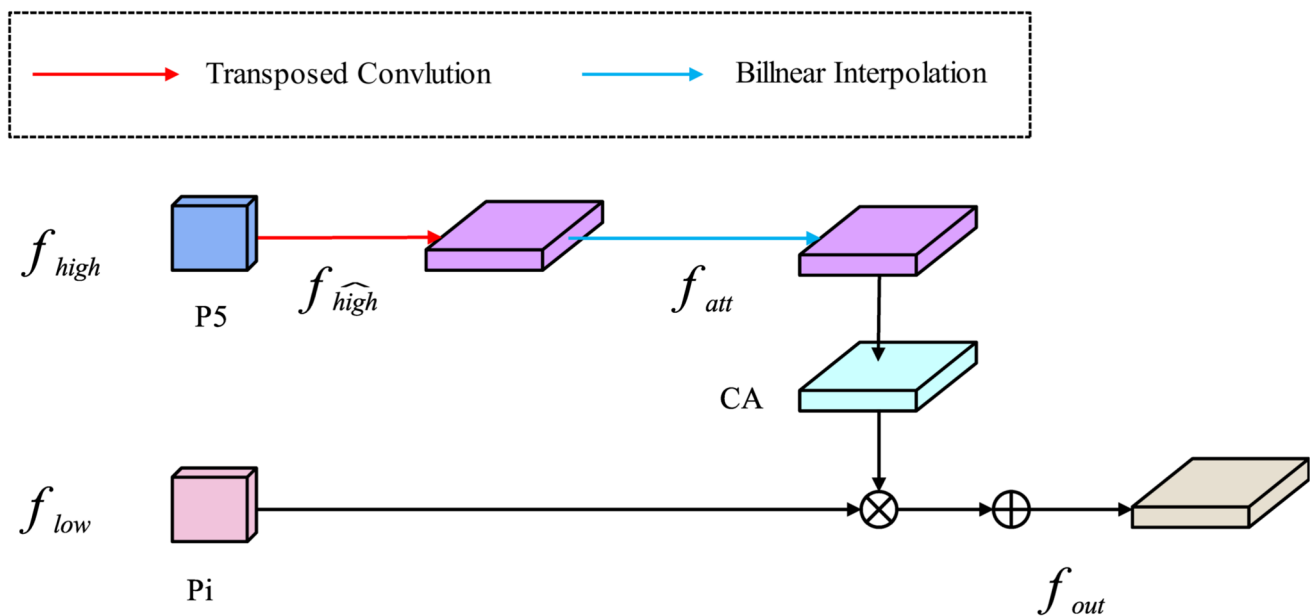 Transposed Convlution
Billnear Interpolation
f high
P5
f high
f att
CA
f low
Pi
f out